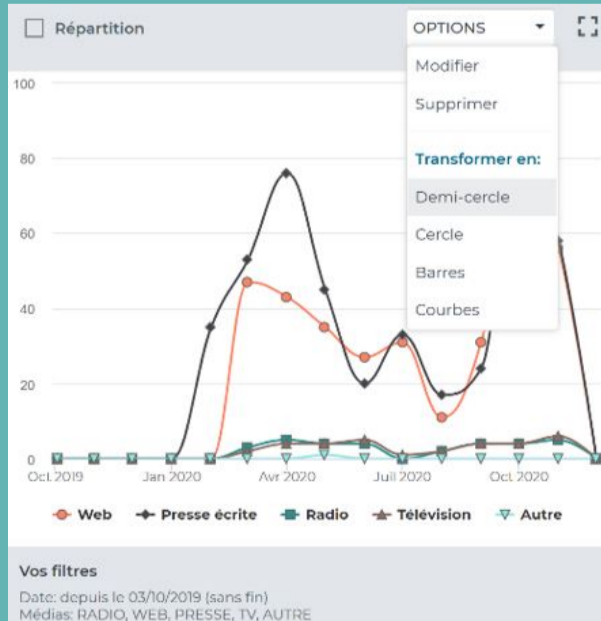 Répartition
OPTIONS
Modifier
Supprimer
Transformer en:
Demi-cercle
Cercle
Barres
Courbes
100
80
60
40
20
0
Oct 2019 Jan 2020 Avr 2020 Juil 2020 Oct. 2020
Web Presse écrite Radio Télévision Autre
Vos filtres
Date: depuis le 03/10/2019 (sans fin)
Médias: RADIO, WEB, PRESSE, TV, AUTRE